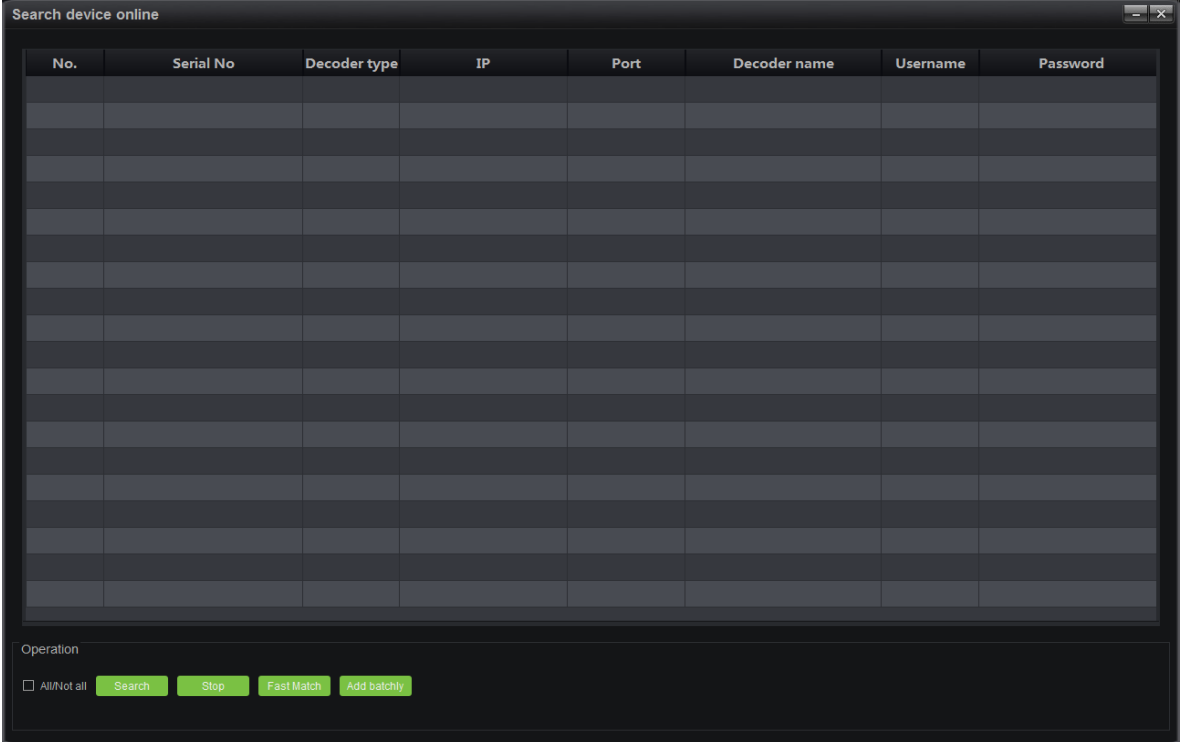 Search device online
No. Serial No Decoder type IP Port Decoder name Username Password
Operation
All/Not all Search Stop Fast Match Add batchly